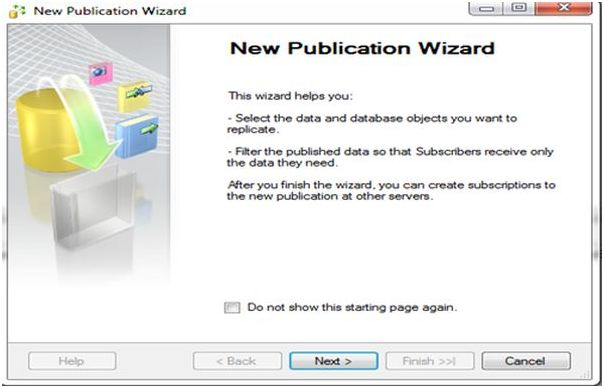 New Publication Wizard
New Publication Wizard
This wizard helps you:
- Select the data and database objects you want to
replicate.
- Filter the published data so that Subscribers receive only
the data they need.
After you finish the wizard, you can create subscriptions to
the new publication at other servers.
Do not show this starting page again.
Help
< Back
Next >
Finish >>|
Cancel